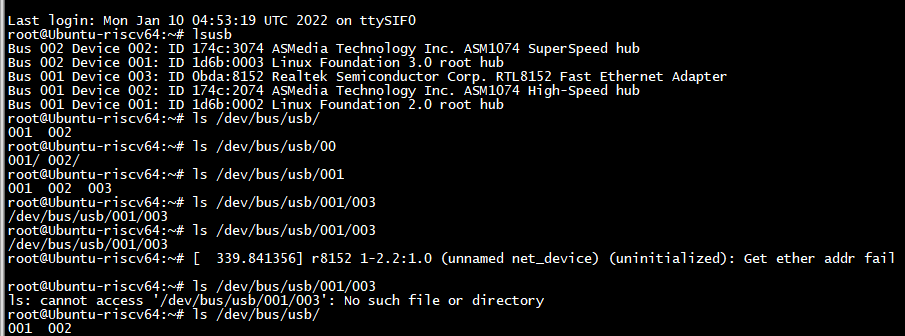 Last login: Mon Jan 10 04:53:19 UTC 2022 on ttySIF0
root@Ubuntu-riscv64:~# lsusb
Bus 002 Device 002: ID 174c:3074 ASMedia Technology Inc. ASM1074 SuperSpeed hub
Bus 002 Device 001: ID 1d6b:0003 Linux Foundation 3.0 root hub
Bus 001 Device 003: ID 0bda:8152 Realtek Semiconductor Corp. RTL8152 Fast Ethernet Adapter
Bus 001 Device 002: ID 174c:2074 ASMedia Technology Inc. ASM1074 High-Speed hub
Bus 001 Device 001: ID 1d6b:0002 Linux Foundation 2.0 root hub
root@Ubuntu-riscv64:~# ls /dev/bus/usb/
001  002
root@Ubuntu-riscv64:~# ls /dev/bus/usb/00
001/ 002/
root@Ubuntu-riscv64:~# ls /dev/bus/usb/001
001  002  003
root@Ubuntu-riscv64:~# ls /dev/bus/usb/001/003
/dev/bus/usb/001/003
root@Ubuntu-riscv64:~# ls /dev/bus/usb/001/003
/dev/bus/usb/001/003
root@Ubuntu-riscv64:~# [  339.841356] r8152 1-2.2:1.0 (unnamed net_device) (uninitialized): Get ether addr fail
root@Ubuntu-riscv64:~# ls /dev/bus/usb/001/003
ls: cannot access '/dev/bus/usb/001/003': No such file or directory
root@Ubuntu-riscv64:~# ls /dev/bus/usb/
001  002